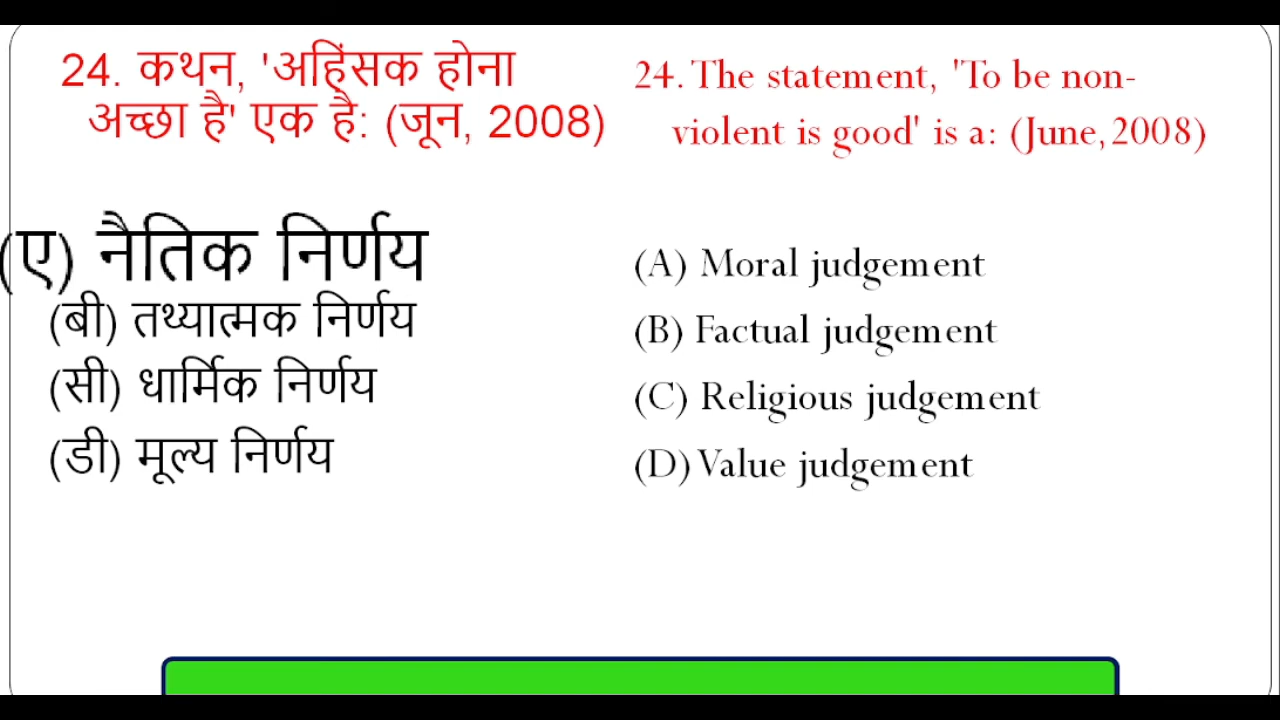 24. कथन, 'अहिंसक होना
अच्छा है' एक है: (जून, 2008)
(ए) नैतिक निर्णय
(बी) तथ्यात्मक निर्णय
(सी) धार्मिक निर्णय
(डी) मूल्य निर्णय
24. The statement, 'To be non-
violent is good' is a: (June,2008)
(A) Moral judgement
(B) Factual judgement
(C) Religious judgement
(D) Value judgement